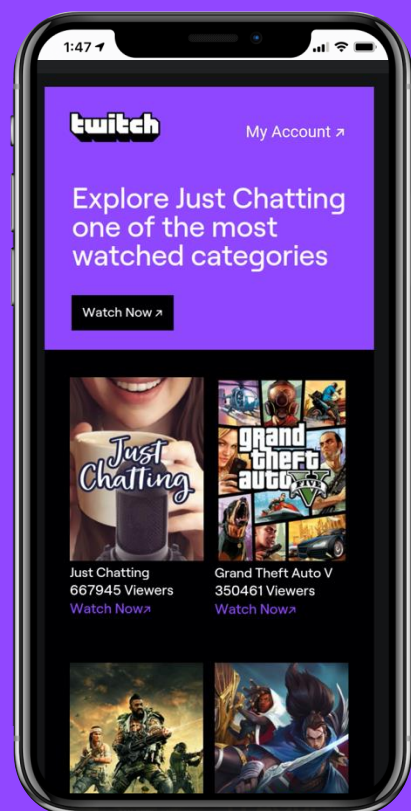 1:47
twitch
My Account ↗
Explore Just Chatting
one of the most
watched categories
Watch Now ↗
Just
Chatting
grand
theft
auto
V
FIVE
Just Chatting
667945 Viewers
Watch Now↗
Grand Theft Auto V
350461 Viewers
Watch Now↗